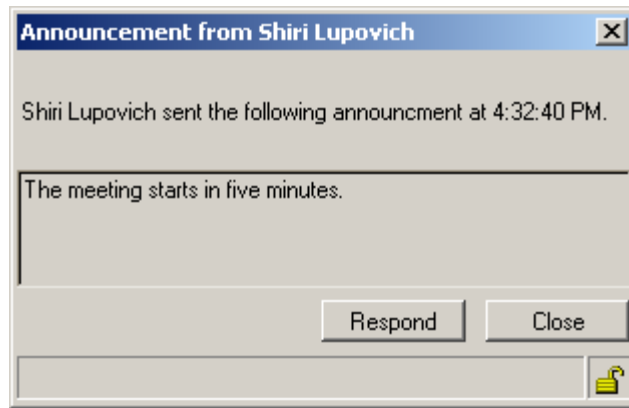 Announcement from Shiri Lupovich
Shiri Lupovich sent the following announcment at 4:32:40 PM.
The meeting starts in five minutes.
Respond Close